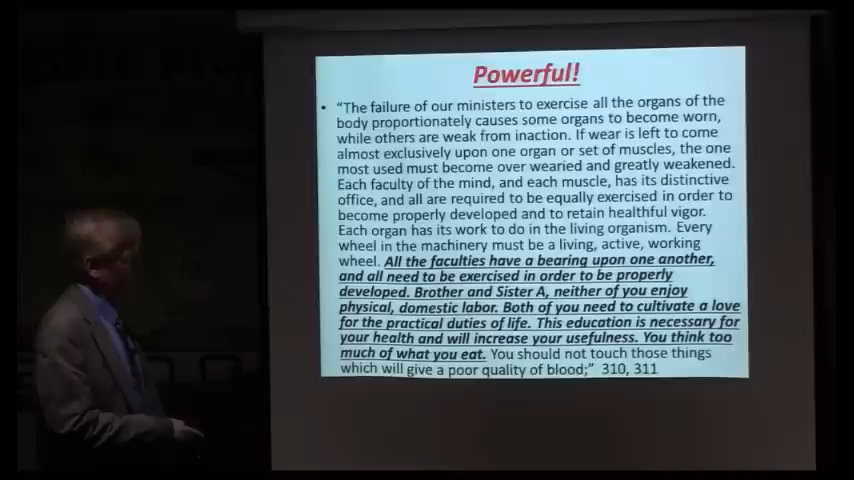 Powerful!
• “The failure of our ministers to exercise all the organs of the
body proportionately causes some organs to become worn,
while others are weak from inaction. If wear is left to come
almost exclusively upon one organ or set of muscles, the one
most used must become over wearied and greatly weakened.
Each faculty of the mind, and each muscle, has its distinctive
office, and all are required to be equally exercised in order to
become properly developed and to retain healthful vigor.
Each organ has its work to do in the living organism. Every
wheel in the machinery must be a living, active, working
wheel. All the faculties have a bearing upon one another,
and all need to be exercised in order to be properly
developed. Brother and Sister A, neither of you enjoy
physical, domestic labor. Both of you need to cultivate a love
for the practical duties of life. This education is necessary for
your health and will increase your usefulness. You think too
much of what you eat. You should not touch those things
which will give a poor quality of blood;” 310, 311